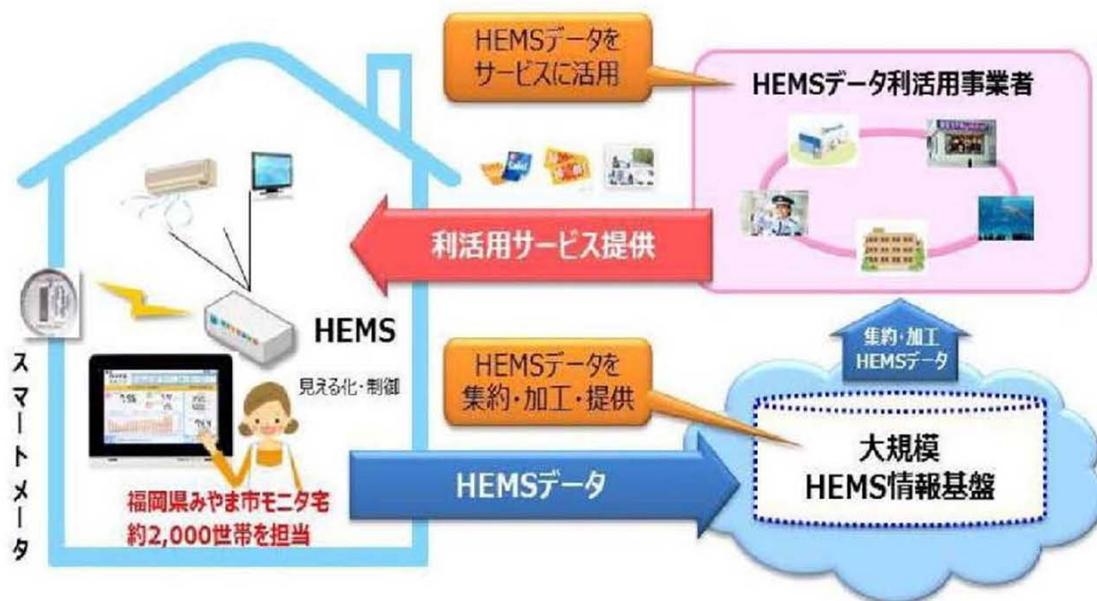 HEMSデータを
サービスに活用
HEMSデータ利活用事業者
利活用サービス提供
スマートメータ
HEMS
見える化・制御
HEMSデータを
集約・加工・提供
集約・加工
HEMSデータ
大規模
HEMS情報基盤
HEMSデータ
福岡県みやま市モニタ宅
約2,000世帯を担当